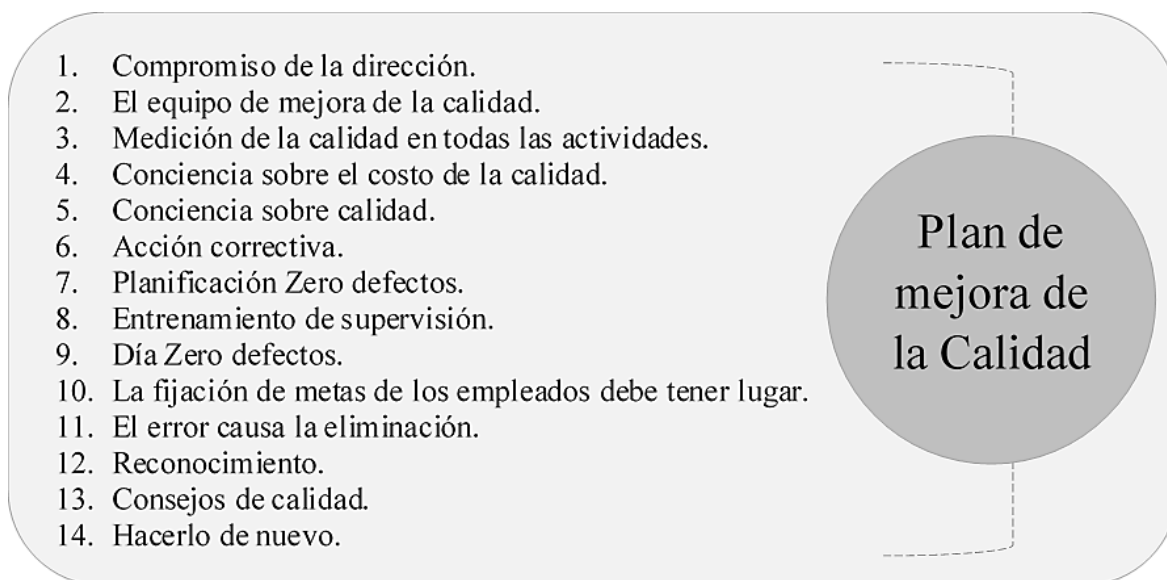 1. Compromiso de la dirección.
2. El equipo de mejora de la calidad.
3. Medición de la calidad en todas las actividades.
4. Conciencia sobre el costo de la calidad.
5. Conciencia sobre calidad.
6. Acción correctiva.
7. Planificación Zero defectos.
8. Entrenamiento de supervisión.
9. Día Zero defectos.
10. La fijación de metas de los empleados debe tener lugar.
11. El error causa la eliminación.
12. Reconocimiento.
13. Consejos de calidad.
14. Hacerlo de nuevo.
Plan de
mejora de
la Calidad